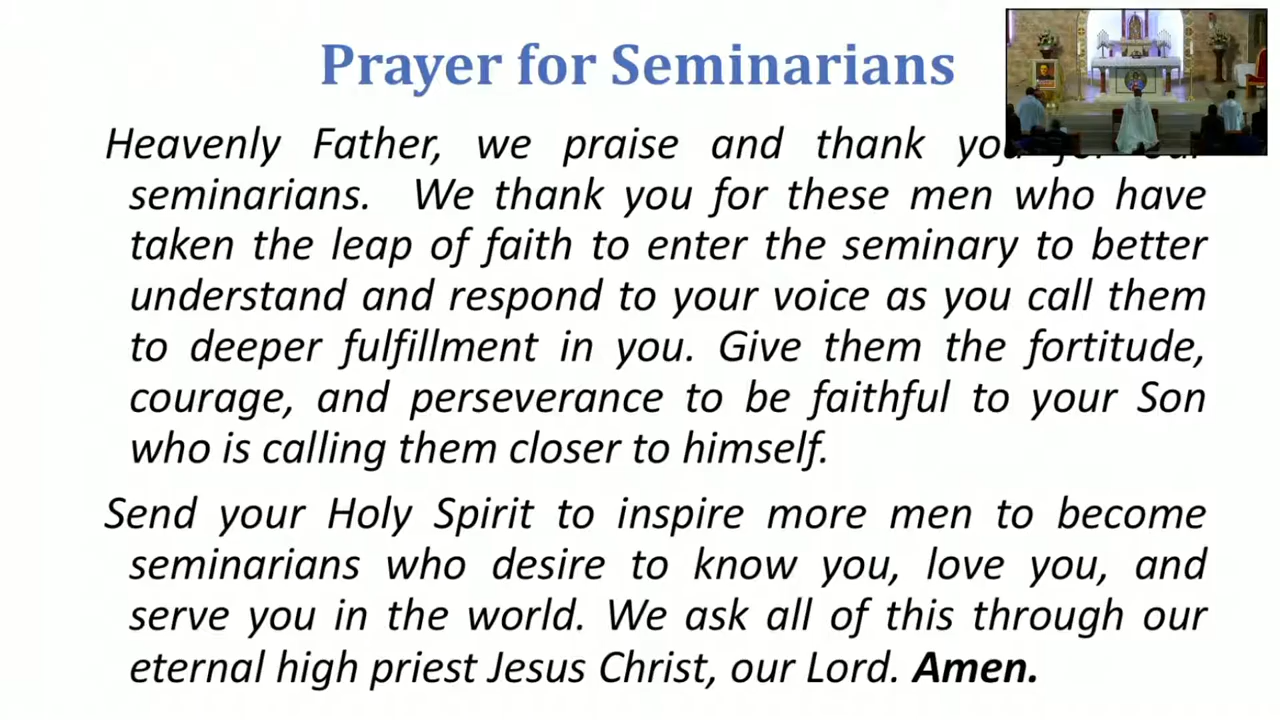 Prayer for Seminarians
Heavenly Father, we praise and thank you for our
seminarians. We thank you for these men who have
taken the leap of faith to enter the seminary to better
understand and respond to your voice as you call them
to deeper fulfillment in you. Give them the fortitude,
courage, and perseverance to be faithful to your Son
who is calling them closer to himself.
Send your Holy Spirit to inspire more men to become
seminarians who desire to know you, love you, and
serve you in the world. We ask all of this through our
eternal high priest Jesus Christ, our Lord. Amen.